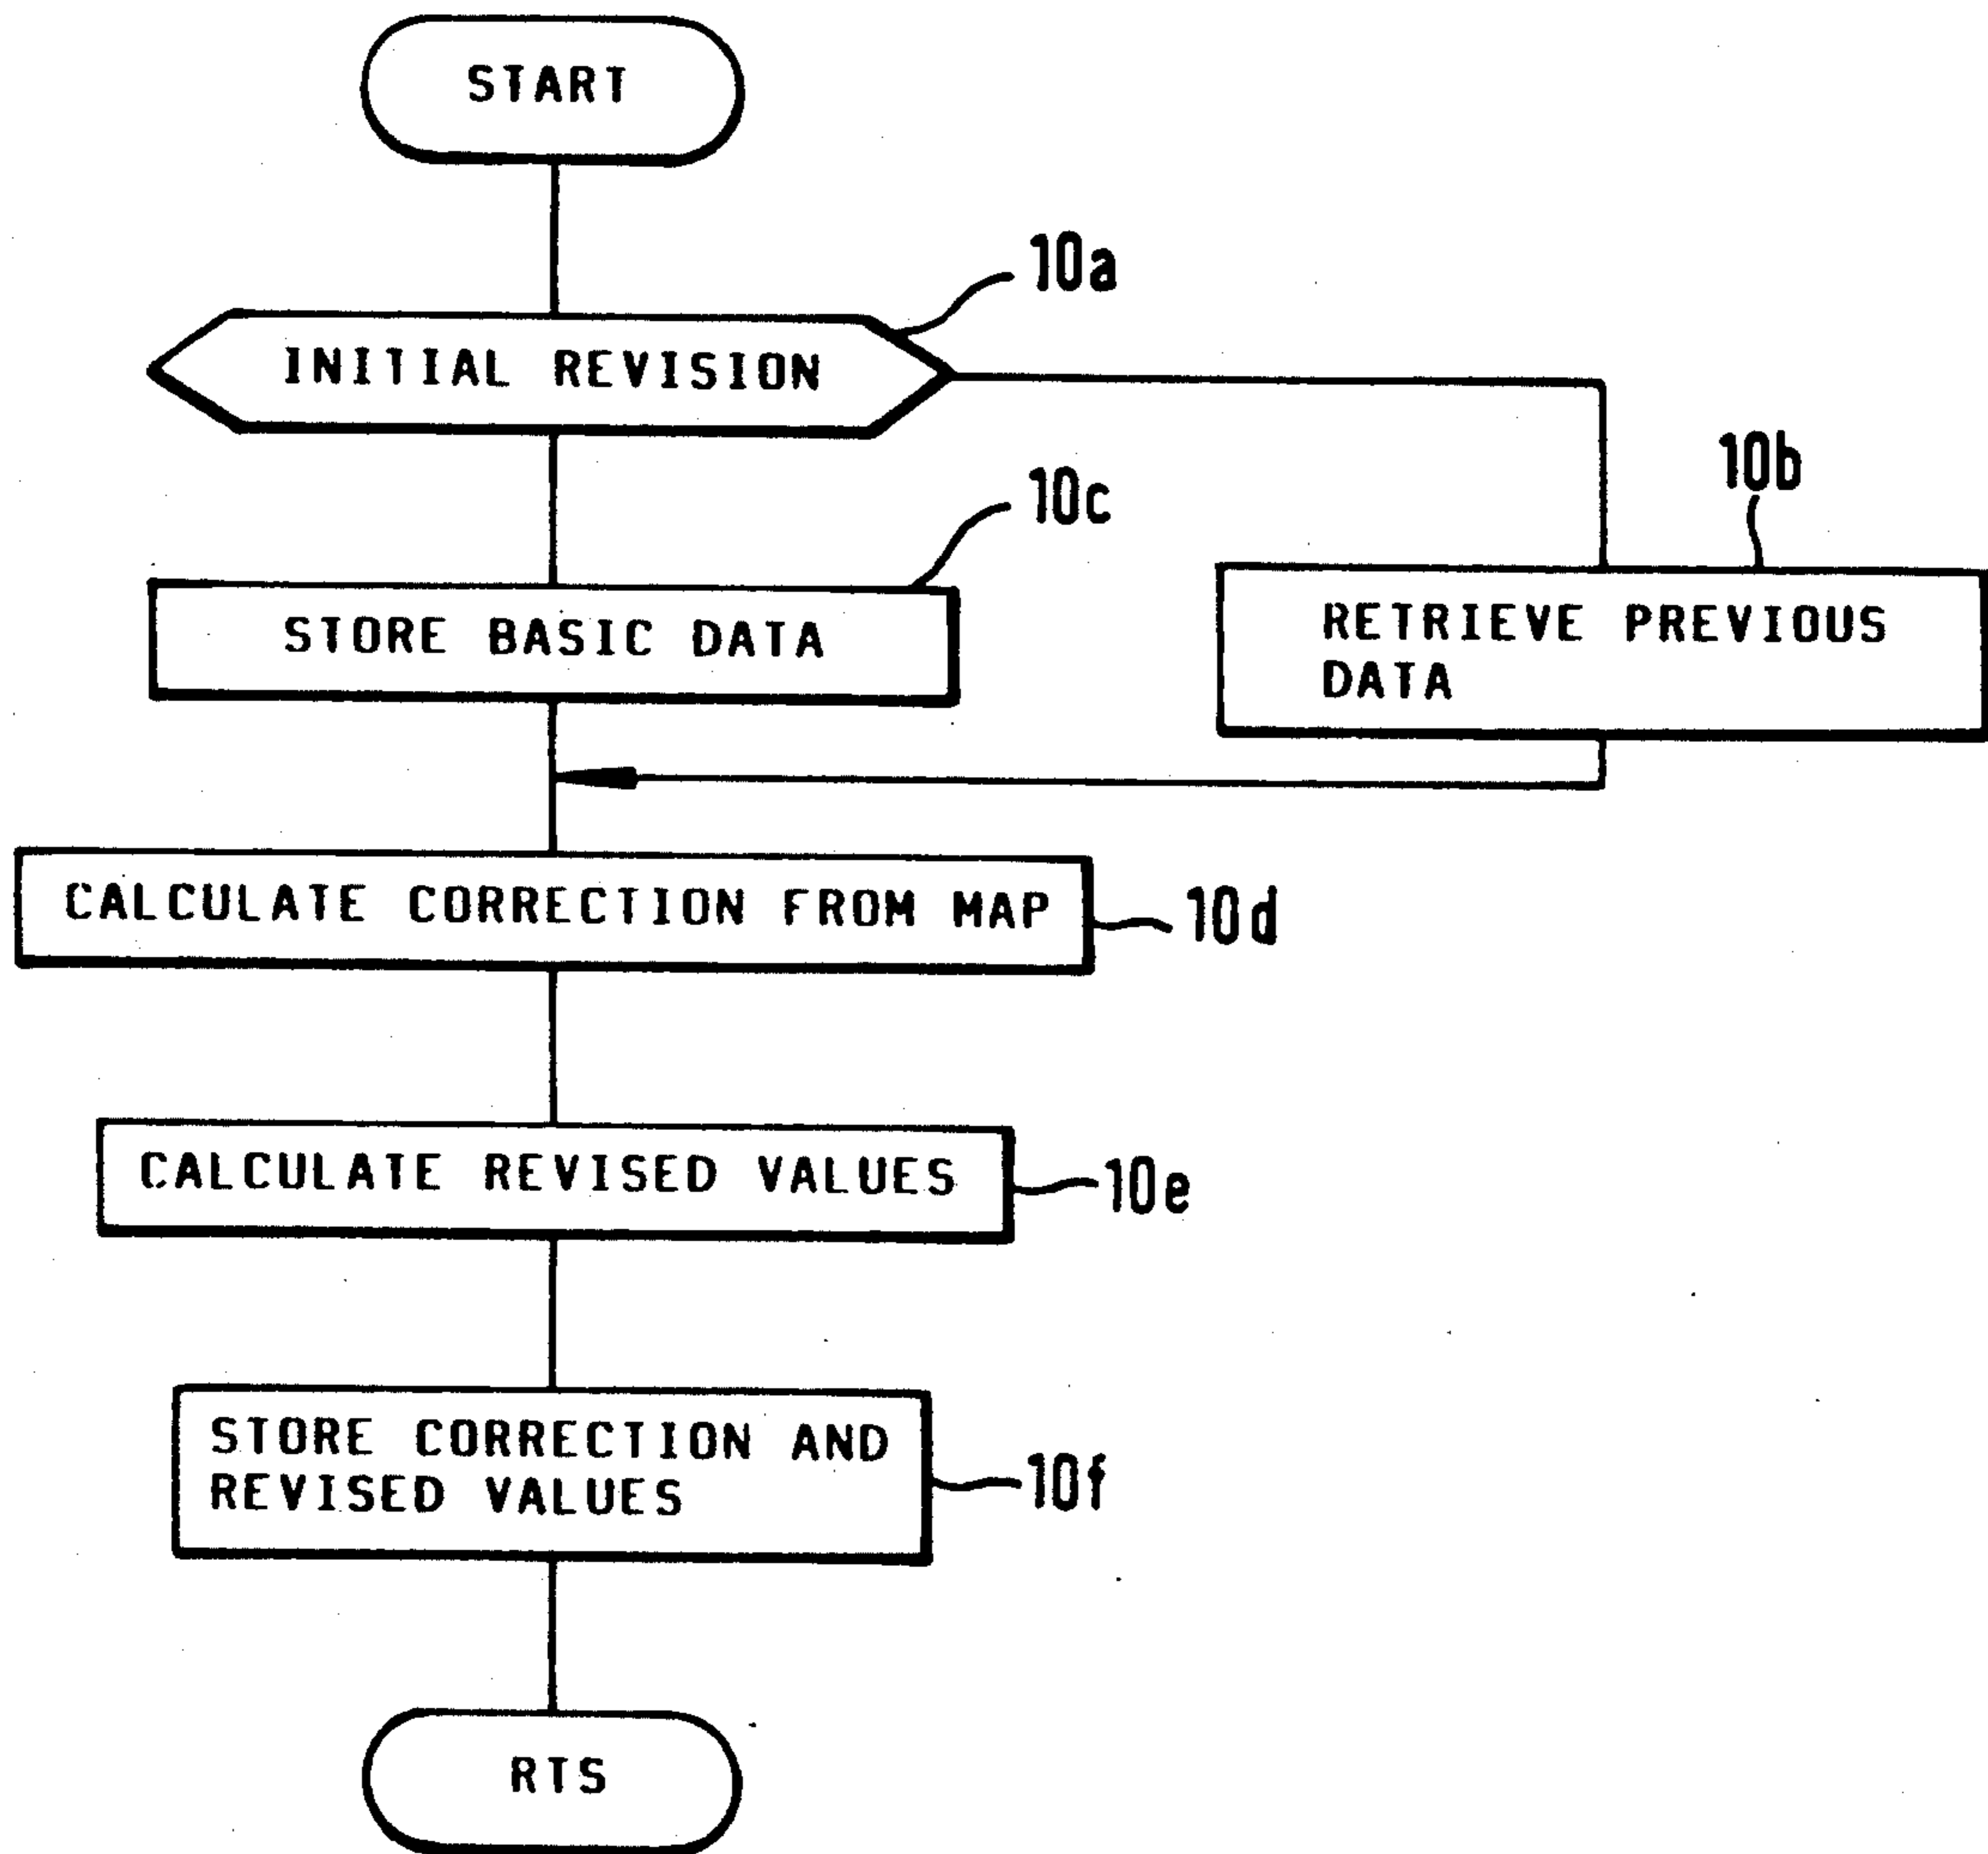 START
10a
INITIAL REVISION
10b
10c
STORE BASIC DATA
RETRIEVE PREVIOUS
DATA
CALCULATE CORRECTION FROM MAP
10d
CALCULATE REVISED VALUES
10e
STORE CORRECTION AND
REVISED VALUES
10f
RTS